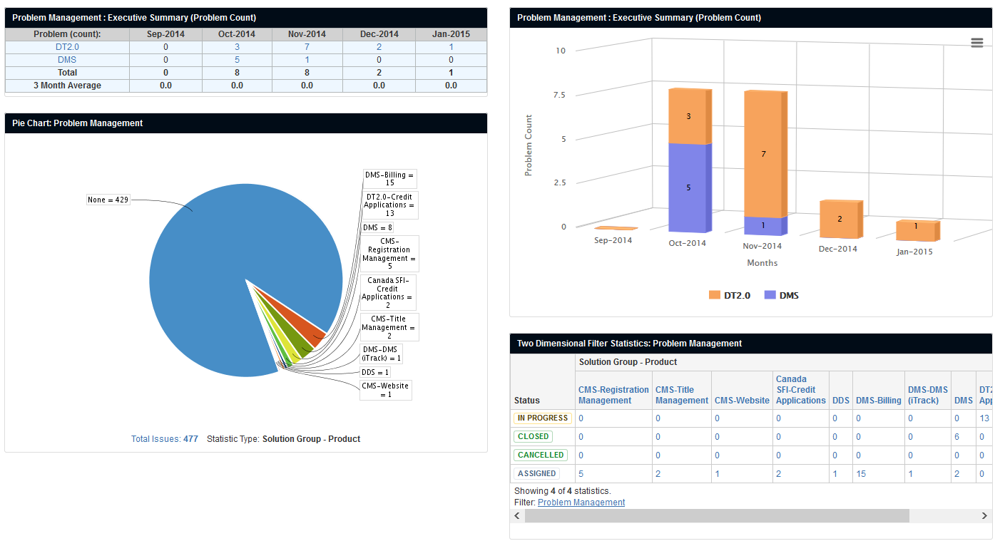 Problem Management : Executive Summary (Problem Count)
Problem (count): Sep-2014 Oct-2014 Nov-2014 Dec-2014 Jan-2015
DT2.0 0 3 7 2 1
DMS 0 5 1 0 0
Total 0 8 8 2 1
3 Month Average 0.0 0.0 0.0 0.0 0.0
Pie Chart: Problem Management
None = 429
DMS-Billing =
15
DT2.0-Credit
Applications =
13
DMS = 8
CMS-
Registration
Management =
5
Canada SFI-
Credit
Applications =
2
CMS-Title
Management =
2
DMS-DMS
(iTrack) = 1
DDS = 1
CMS-Website
= 1
Total Issues: 477 Statistic Type: Solution Group - Product
Problem Management : Executive Summary (Problem Count)
Problem Count
10
7.5
5
2.5
0
3
5
7
1
2
1
Sep-2014
Oct-2014
Nov-2014
Dec-2014
Jan-2015
Months
DT2.0 DMS
Two Dimensional Filter Statistics: Problem Management
Solution Group - Product
Status
CMS-Registration
Management
CMS-Title
Management
CMS-Website
Canada
SFI-Credit
Applications
DDS
DMS-Billing
DMS-DMS
(iTrack)
DMS
IN PROGRESS 0 0 0 0 0 0 0 0 13
CLOSED 0 0 0 0 0 0 0 6 0
CANCELLED 0 0 0 0 0 0 0 0 0
ASSIGNED 5 2 1 2 1 15 1 2 0
Showing 4 of 4 statistics.
Filter: Problem Management